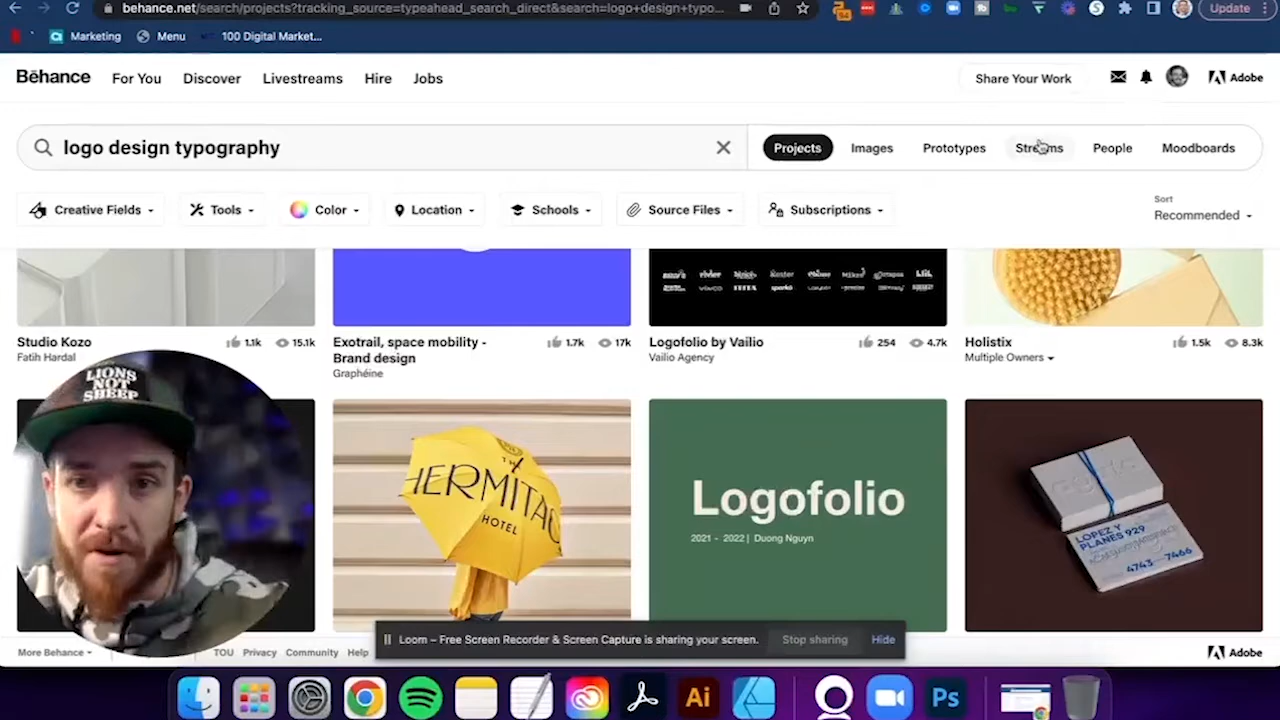 behance.net/search/projects?tracking_source=typeahead_search_direct&search=logo+design+typo...
Update
Marketing
Menu
100 Digital Market...
Bēhance
For You
Discover
Livestreams
Hire
Jobs
Share Your Work
Adobe
logo design typography
Projects
Images
Prototypes
Streams
People
Moodboards
Creative Fields
Tools
Color
Location
Schools
Source Files
Subscriptions
Sort
Recommended
Studio Kozo
1.1k
15.1k
Fatih Hardal
Exotrail, space mobility -
1.7k
17k
Brand design
Graphéine
Logofolio by Vailio
254
4.7k
Vailio Agency
Holistix
1.5k
8.3k
Multiple Owners
LIONS
NOT
SHEEP
THE
HERMITAG
HOTEL
Logofolio
2021 - 2022 | Duong Nguyn
LOPEZ Y
PLANES 929
4743 7466
Loom – Free Screen Recorder & Screen Capture is sharing your screen.
Stop sharing
Hide
More Behance
TOU
Privacy
Community
Help
Adobe
Ai
Ps